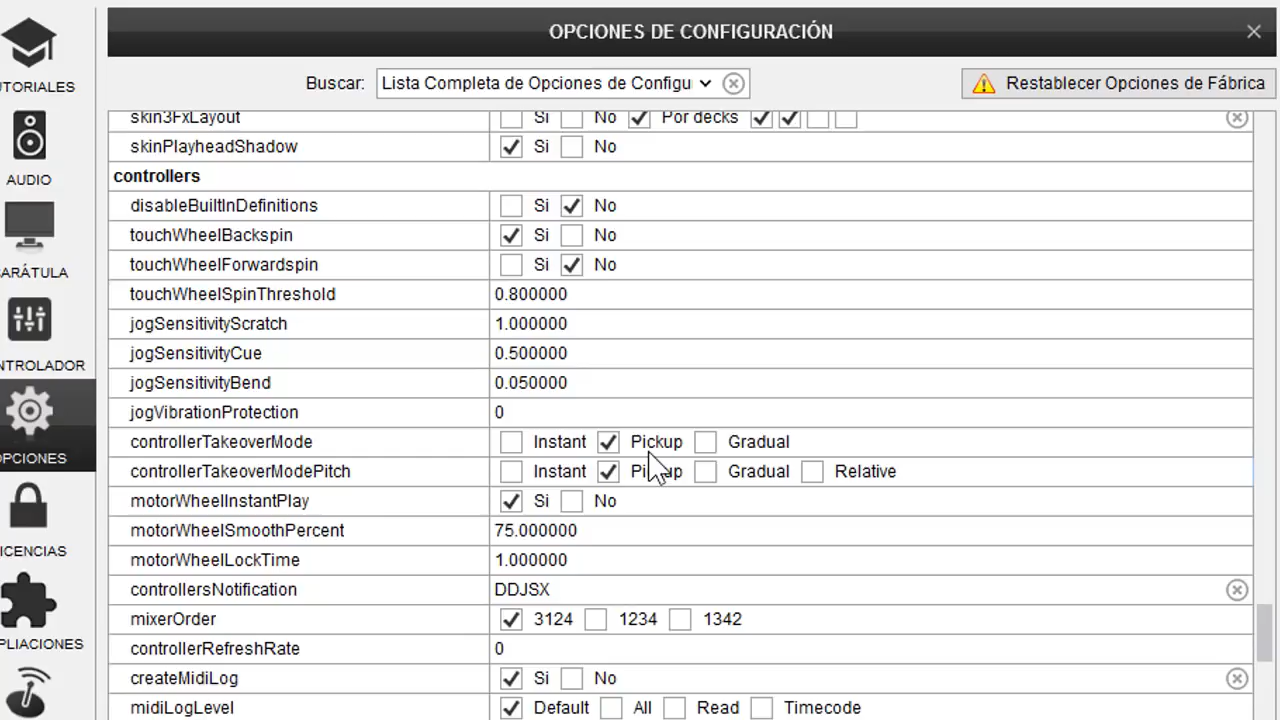 OPCIONES DE CONFIGURACIÓN
Buscar: Lista Completa de Opciones de Configu
Restablecer Opciones de Fábrica
UTORIALES
AUDIO
ARÁTULA
NTROLADOR
OPCIONES
ICENCIAS
PLIACIONES
skin3FxLayout Si No Por decks
skinPlayheadShadow Si No
controllers
disableBuiltInDefinitions Si No
touchWheelBackspin Si No
touchWheelForwardspin Si No
touchWheelSpinThreshold 0.800000
jogSensitivityScratch 1.000000
jogSensitivityCue 0.500000
jogSensitivityBend 0.050000
jogVibrationProtection 0
controllerTakeoverMode Instant Pickup Gradual
controllerTakeoverModePitch Instant Pickup Gradual Relative
motorWheelInstantPlay Si No
motorWheelSmoothPercent 75.000000
motorWheelLockTime 1.000000
controllersNotification DDJSX
mixerOrder 3124 1234 1342
controllerRefreshRate 0
createMidiLog Si No
midiLogLevel Default All Read Timecode